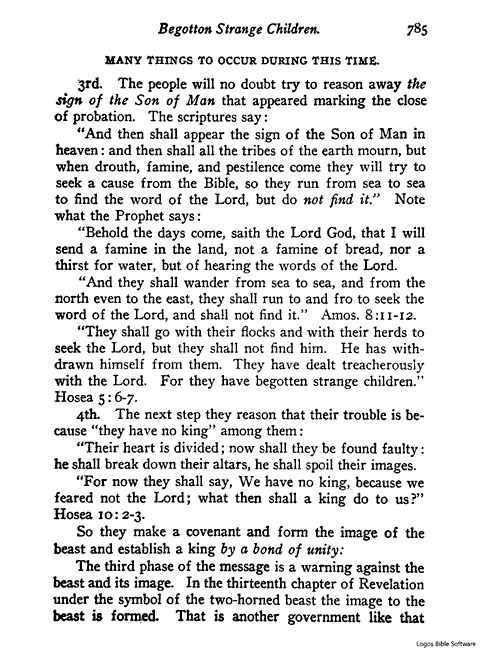 Begotton Strange Children. 785
MANY THINGS TO OCCUR DURING THIS TIME.
3rd. The people will no doubt try to reason away the
sign of the Son of Man that appeared marking the close
of probation. The scriptures say:
"And then shall appear the sign of the Son of Man in
heaven: and then shall all the tribes of the earth mourn, but
when drouth, famine, and pestilence come they will try to
seek a cause from the Bible, so they run from sea to sea
to find the word of the Lord, but do not find it." Note
what the Prophet says:
"Behold the days come, saith the Lord God, that I will
send a famine in the land, not a famine of bread, nor a
thirst for water, but of hearing the words of the Lord.
"And they shall wander from sea to sea, and from the
north even to the east, they shall run to and fro to seek the
word of the Lord, and shall not find it." Amos. 8:11-12.
"They shall go with their flocks and with their herds to
seek the Lord, but they shall not find him. He has with-
drawn himself from them. They have dealt treacherously
with the Lord. For they have begotten strange children."
Hosea 5:6-7.
4th. The next step they reason that their trouble is be-
cause "they have no king" among them:
"Their heart is divided; now shall they be found faulty:
he shall break down their altars, he shall spoil their images.
"For now they shall say, We have no king, because we
feared not the Lord; what then shall a king do to us?"
Hosea 10:2-3.
So they make a covenant and form the image of the
beast and establish a king by a bond of unity:
The third phase of the message is a warning against the
beast and its image. In the thirteenth chapter of Revelation
under the symbol of the two-horned beast the image to the
beast is formed. That is another government like that
Logos Bible Software